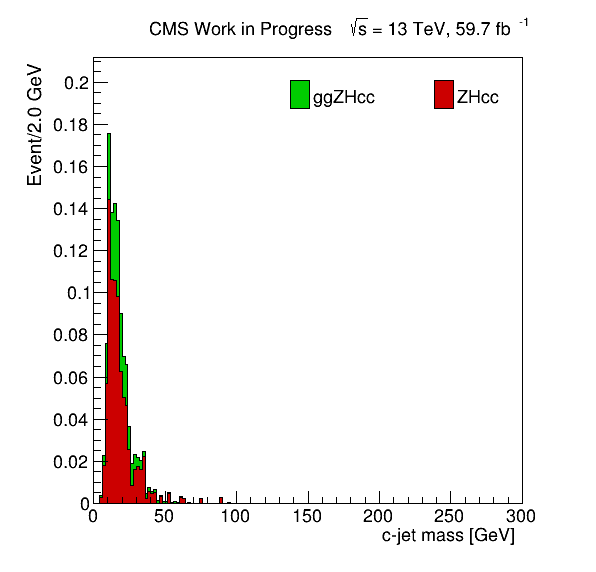 CMS Work in Progress √s = 13 TeV, 59.7 fb -1
Event/2.0 GeV
ggZHcc ZHcc
0.2
0.18
0.16
0.14
0.12
0.1
0.08
0.06
0.04
0.02
0
0 50 100 150 200 250 300
c-jet mass [GeV]